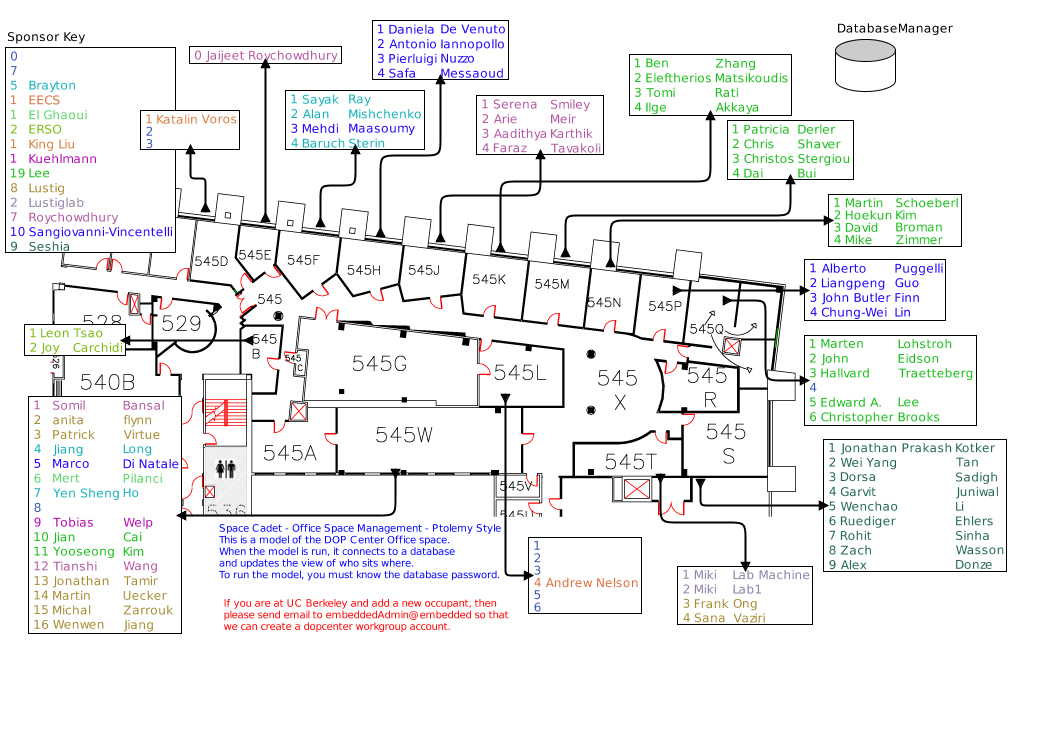 DatabaseManager
Sponsor Key
0
7
5 Brayton
1 EECS
1 El Ghaoui
2 ERSO
1 King Liu
1 Kuehlmann
19 Lee
8 Lustig
2 Lustiglab
7 Roychowdhury
10 Sangiovanni-Vincentelli
9 Seshia
1 Katalin Voros
2
3
0 Jaijeet Roychowdhury
1 Sayak Ray
2 Alan Mishchenko
3 Mehdi Maasoumy
4 Baruch Sterin
1 Daniela De Venuto
2 Antonio Iannopollo
3 Pierluigi Nuzzo
4 Safa Messaoud
1 Serena Smiley
2 Arie Meir
3 Aadithya Karthik
4 Faraz Tavakoli
1 Ben Zhang
2 Eleftherios Matsikoudis
3 Tomi Rati
4 Ilge Akkaya
1 Patricia Derler
2 Chris Shaver
3 Christos Stergiou
4 Dai Bui
1 Martin Schoeberl
2 Hoekun Kim
3 David Broman
4 Mike Zimmer
1 Alberto Puggelli
2 Liangpeng Guo
3 John Butler Finn
4 Chung-Wei Lin
1 Marten Lohstroh
2 John Eidson
3 Hallvard Traetteberg
4
5 Edward A. Lee
6 Christopher Brooks
1 Jonathan Prakash Kotker
2 Wei Yang Tan
3 Dorsa Sadigh
4 Garvit Juniwal
5 Wenchao Li
6 Ruediger Ehlers
7 Rohit Sinha
8 Zach Wasson
9 Alex Donze
1 Miki Lab Machine
2 Miki Lab1
3 Frank Ong
4 Sana Vaziri
1
2
3
4 Andrew Nelson
5
6
1 Leon Tsao
2 Joy Carchidi
1 Somil Bansal
2 anita flynn
3 Patrick Virtue
4 Jiang Long
5 Marco Di Natale
6 Mert Pilanci
7 Yen Sheng Ho
8
9 Tobias Welp
10 Jian Cai
11 Yooseong Kim
12 Tianshi Wang
13 Jonathan Tamir
14 Martin Uecker
15 Michal Zarrouk
16 Wenwen Jiang
545D
545E
545F
545H
545J
545K
545M
545N
545P
545Q
545
528
529
545
B
545
C
545G
545L
545
X
545
R
540B
545A
545W
545T
545
S
545V
545U
536
Space Cadet - Office Space Management - Ptolemy Style
This is a model of the DOP Center Office space.
When the model is run, it connects to a database
and updates the view of who sits where.
To run the model, you must know the database password.
If you are at UC Berkeley and add a new occupant, then
please send email to embeddedAdmin@embedded so that
we can create a dopcenter workgroup account.